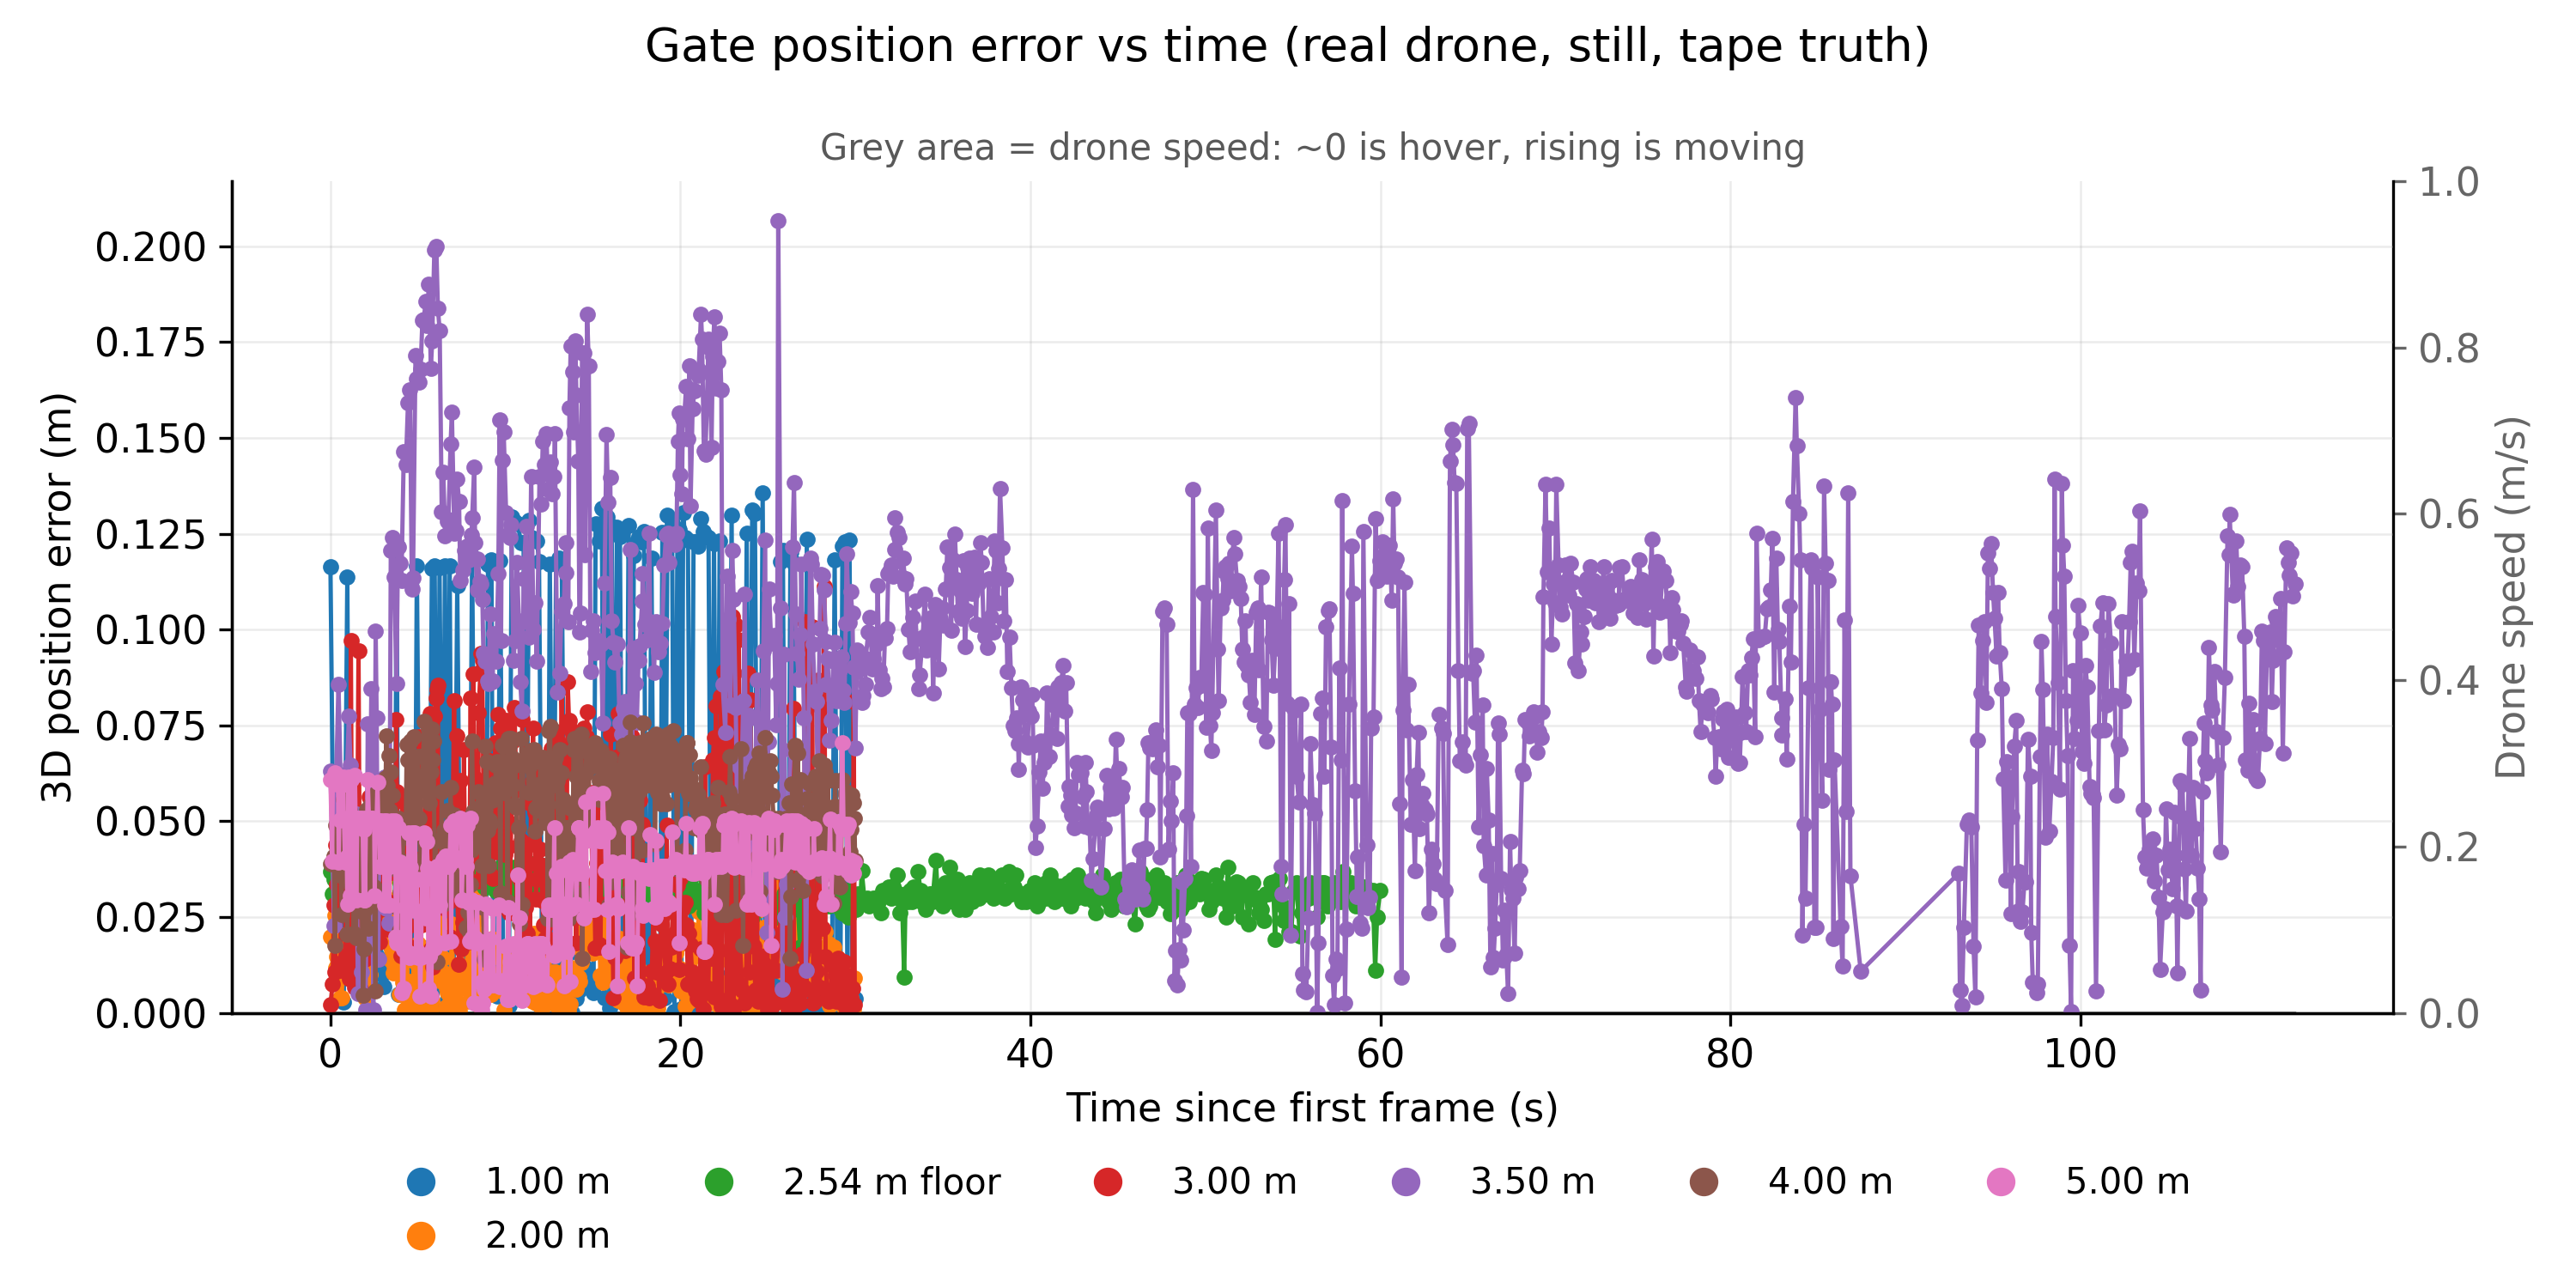 Gate position error vs time (real drone, still, tape truth)
Grey area = drone speed: ~0 is hover, rising is moving
3D position error (m)
0.200
0.175
0.150
0.125
0.100
0.075
0.050
0.025
0.000
1.0
0.8
0.6
0.4
0.2
0.0
Drone speed (m/s)
0 20 40 60 80 100
Time since first frame (s)
1.00 m 2.54 m floor 3.00 m 3.50 m 4.00 m 5.00 m
2.00 m